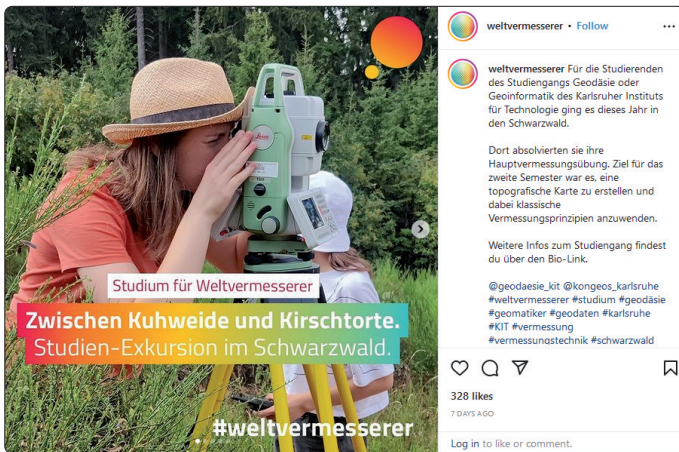 Leica
Studium für Weltvermesserer
Zwischen Kuhweide und Kirschtorte.
Studien-Exkursion im Schwarzwald.
#weltvermesserer
weltvermesserer • Follow
weltvermesserer Für die Studierenden
des Studiengangs Geodäsie oder
Geoinformatik des Karlsruher Instituts
für Technologie ging es dieses Jahr in
den Schwarzwald.
Dort absolvierten sie ihre
Hauptvermessungsübung. Ziel für das
zweite Semester war es, eine
topografische Karte zu erstellen und
dabei klassische
Vermessungsprinzipien anzuwenden.
Weitere Infos zum Studiengang findest
du über den Bio-Link.
@geodaesie_kit @kongeos_karlsruhe
#weltvermesserer #studium #geodäsie
#geomatiker #geodaten #karlsruhe
#KIT #vermessung
#vermessungstechnik #schwarzwald
328 likes
7 DAYS AGO
Log in to like or comment.